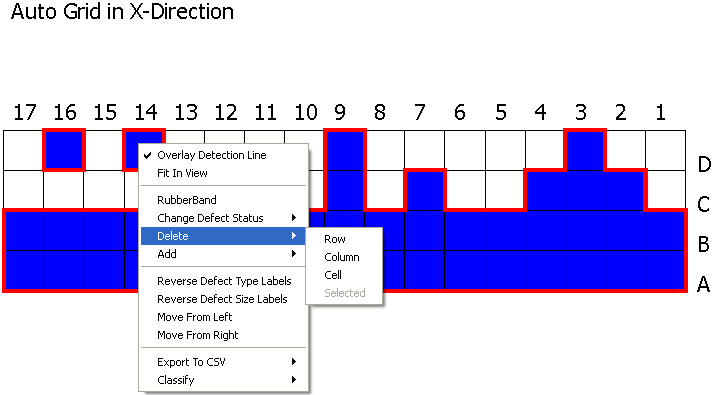 Auto Grid in X-Direction
17 16 15 14 13 12 11 10 9 8 7 6 5 4 3 2 1
D
Overlay Detection Line
Fit In View
RubberBand
C
Change Defect Status
Delete
Row
B
Add
Column
Cell
Reverse Defect Type Labels
A
Selected
Reverse Defect Size Labels
Move From Left
Move From Right
Export To CSV
Classify